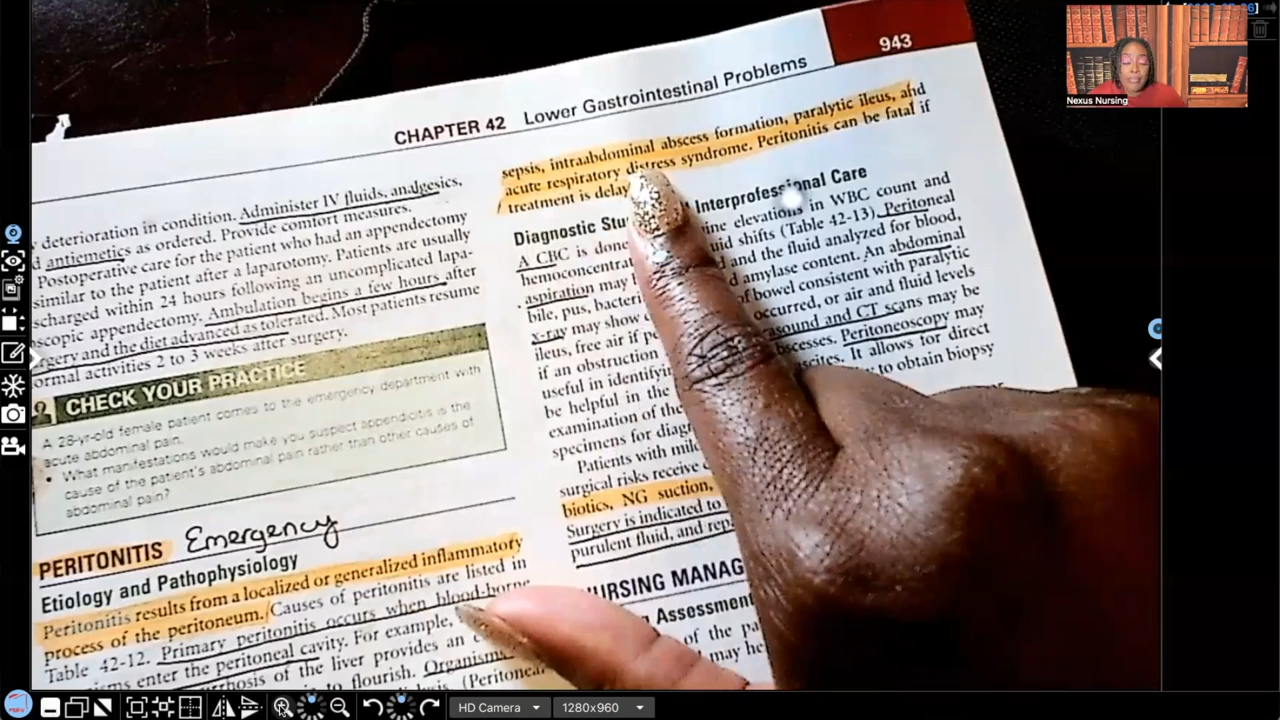 943
CHAPTER 42 Lower Gastrointestinal Problems
deterioration in condition. Administer IV fluids, analgesics,
antiemetics as ordered. Provide comfort measures.
Postoperative care for the patient who had an appendectomy
similar to the patient after a laparotomy. Patients are usually
scharged within 24 hours following an uncomplicated lapa-
oscopic appendectomy. Ambulation begins a few hours after
rgery and the diet advanced as tolerated. Most patients resume
ormal activities 2 to 3 weeks after surgery.
CHECK YOUR PRACTICE
A 28-yr-old female patient comes to the emergency department with
acute abdominal pain.
• What manifestations would make you suspect appendicitis is the
cause of the patient's abdominal pain rather than other causes of
abdominal pain?
PERITONITIS Emergency
Etiology and Pathophysiology
Peritonitis results from a localized or generalized inflammatory
process of the peritoneum. Causes of peritonitis are listed in
Table 42-12. Primary peritonitis occurs when blood-borne
enter the peritoneal cavity. For example,
of the liver provides an
to flourish. Organisms
(Peritoneal
sepsis, intraabdominal abscess formation, paralytic ileus, and
acute respiratory distress syndrome. Peritonitis can be fatal if
treatment is delay
Diagnostic Stu Interprofessional Care
A CBC is done elevations in WBC count and
hemoconcentra uid shifts (Table 42-13). Peritoneal
aspiration may and the fluid analyzed for blood,
bile, pus, bacteri amylase content. An abdominal
x-ray may show of bowel consistent with paralytic
ileus, free air if pe occurred, or air and fluid levels
if an obstruction asound and CT scans may be
useful in identifyin bscesses. Peritoneoscopy may
be helpful in the scites. It allows for direct
examination of the to obtain biopsy
specimens for diag
Patients with mil
surgical risks receive
biotics, NG suction,
Surgery is indicated to
purulent fluid, and rep
NURSING MANAG
Assessment
of the pa
may he
Nexus Nursing
HD Camera
1280x960